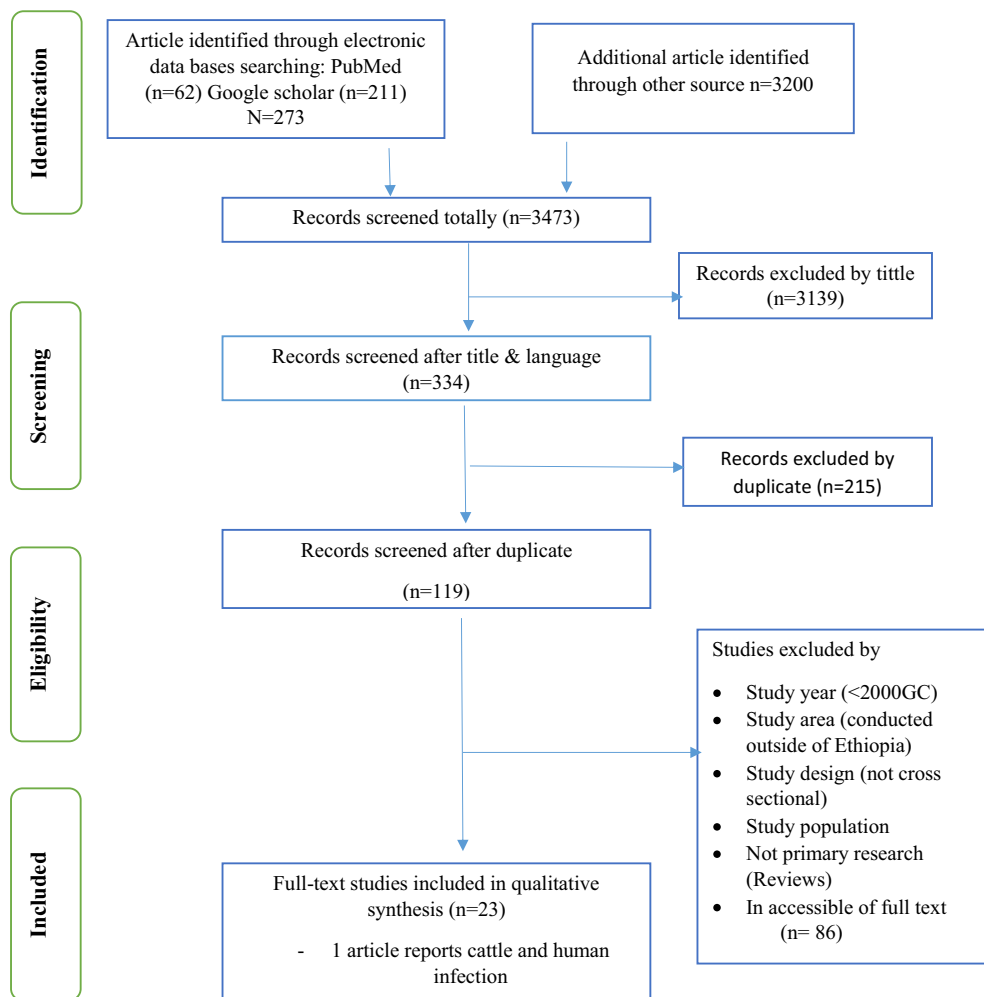 Identification
Article identified through electronic
data bases searching: PubMed
(n=62) Google scholar (n=211)
N=273
Additional article identified
through other source n=3200
Records screened totally (n=3473)
Records excluded by tittle
(n=3139)
Screening
Records screened after title & language
(n=334)
Records excluded by
duplicate (n=215)
Eligibility
Records screened after duplicate
(n=119)
Studies excluded by
• Study year (<2000GC)
• Study area (conducted
outside of Ethiopia)
• Study design (not cross
sectional)
• Study population
• Not primary research
(Reviews)
• In accessible of full text
(n= 86)
Included
Full-text studies included in qualitative
synthesis (n=23)
- 1 article reports cattle and human
infection